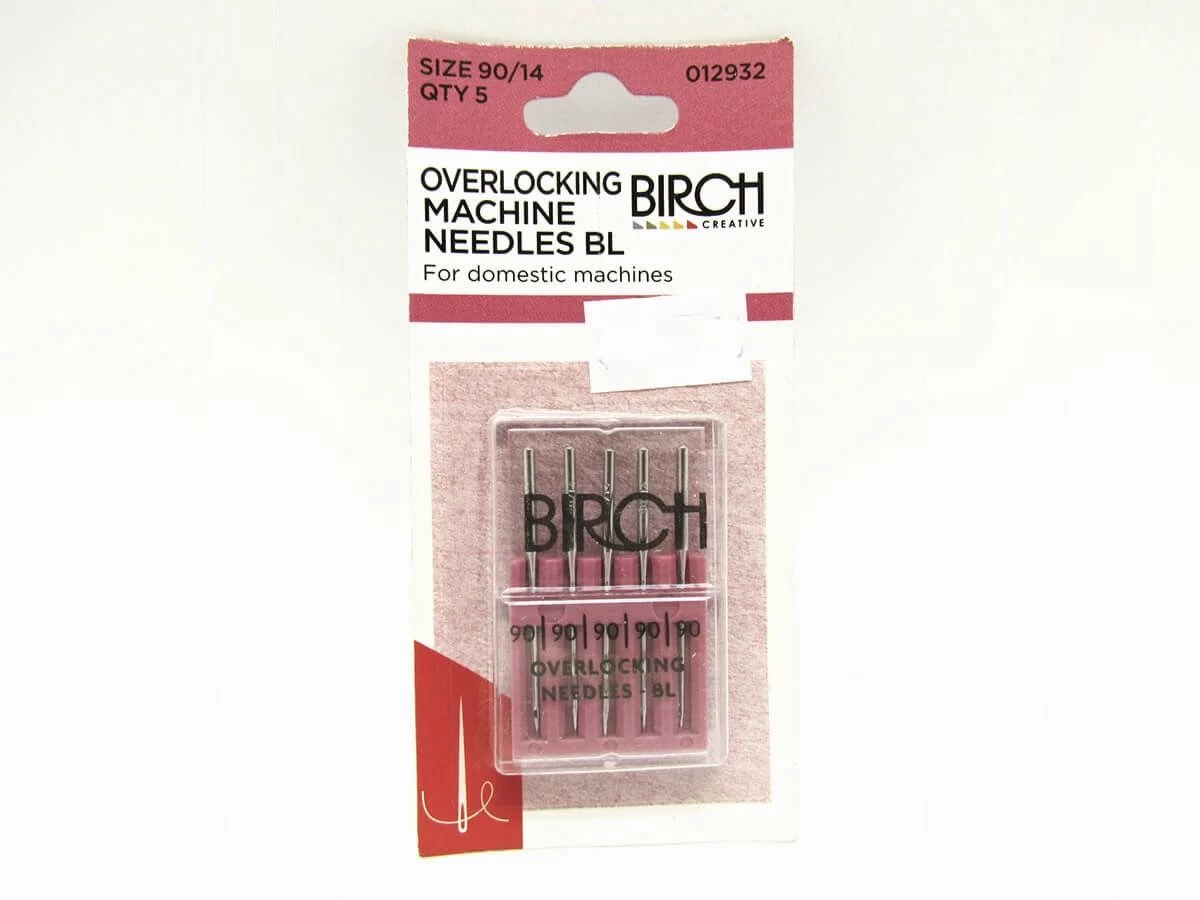 SIZE 90/14
QTY 5
012932
OVERLOCKING
MACHINE
NEEDLES BL
For domestic machines
BIRCH
CREATIVE
BIRCH
90|90|90|90|90
OVERLOCKING
NEEDLES - BL